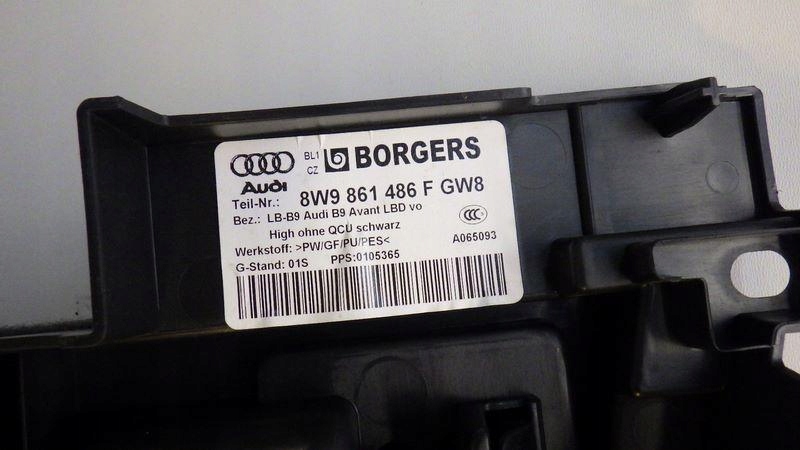 BL1
CZ
BORGERS
Audi
Teil-Nr.: 8W9 861 486 F GW8
Bez.: LB-B9 Audi B9 Avant LBD vo
High ohne QCU schwarz
CCC
Werkstoff: >PW/GF/PU/PES<
A065093
G-Stand: 01S PPS:0105365